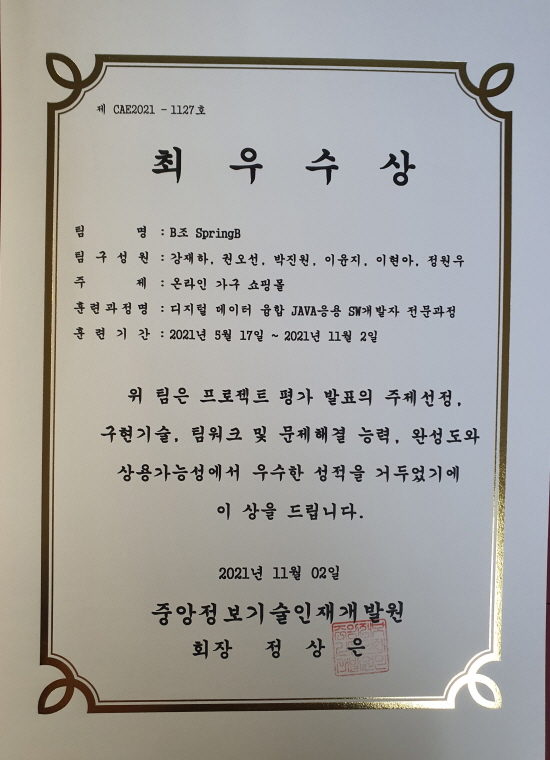 제 CAE2021 - 1127호
최 우 수 상
팀 명 : B조 SpringB
팀 구 성 원 : 강재하, 권오선, 박진원, 이윤지, 이현아, 정원우
주 제 : 온라인 가구 쇼핑몰
훈련과정명 : 디지털 데이터 융합 JAVA응용 SW개발자 전문과정
훈 련 기 간 : 2021년 5월 17일 ~ 2021년 11월 2일
위 팀은 프로젝트 평가 발표의 주제선정,
구현기술, 팀워크 및 문제해결 능력, 완성도와
상용가능성에서 우수한 성적을 거두었기에
이 상을 드립니다.
2021년 11월 02일
중앙정보기술인재개발원
회장 정 상 은